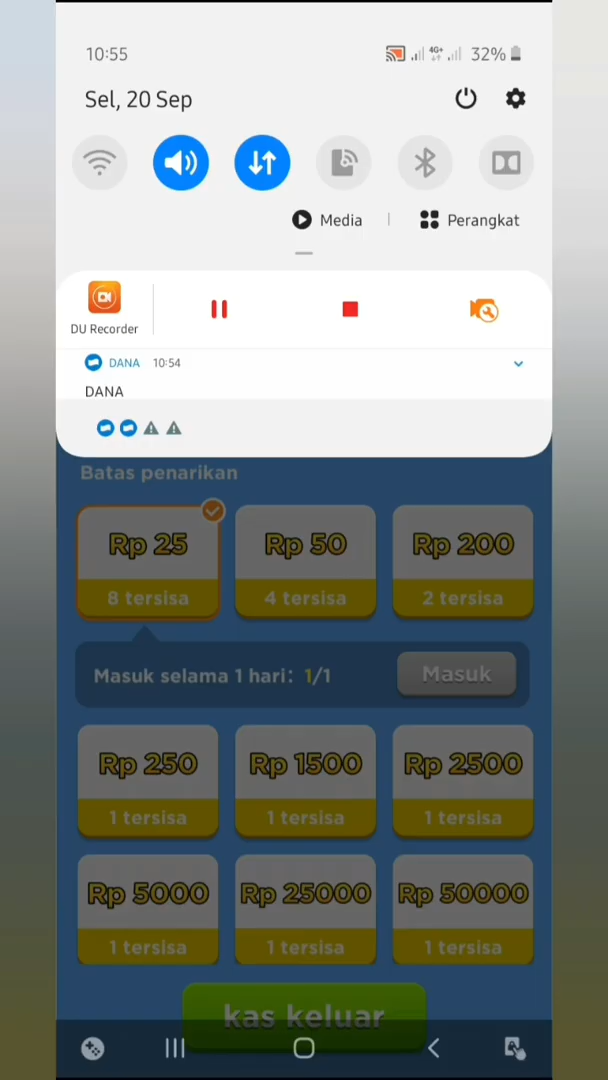 10:55
4G+
32%
Sel, 20 Sep
Media
Perangkat
DU Recorder
DANA 10:54
DANA
Batas penarikan
Rp 25
Rp 50
Rp 200
8 tersisa
4 tersisa
2 tersisa
Masuk selama 1 hari: 1/1
Masuk
Rp 250
Rp 1500
Rp 2500
1 tersisa
1 tersisa
1 tersisa
Rp 5000
Rp 25000
Rp 50000
1 tersisa
1 tersisa
1 tersisa
kas keluar